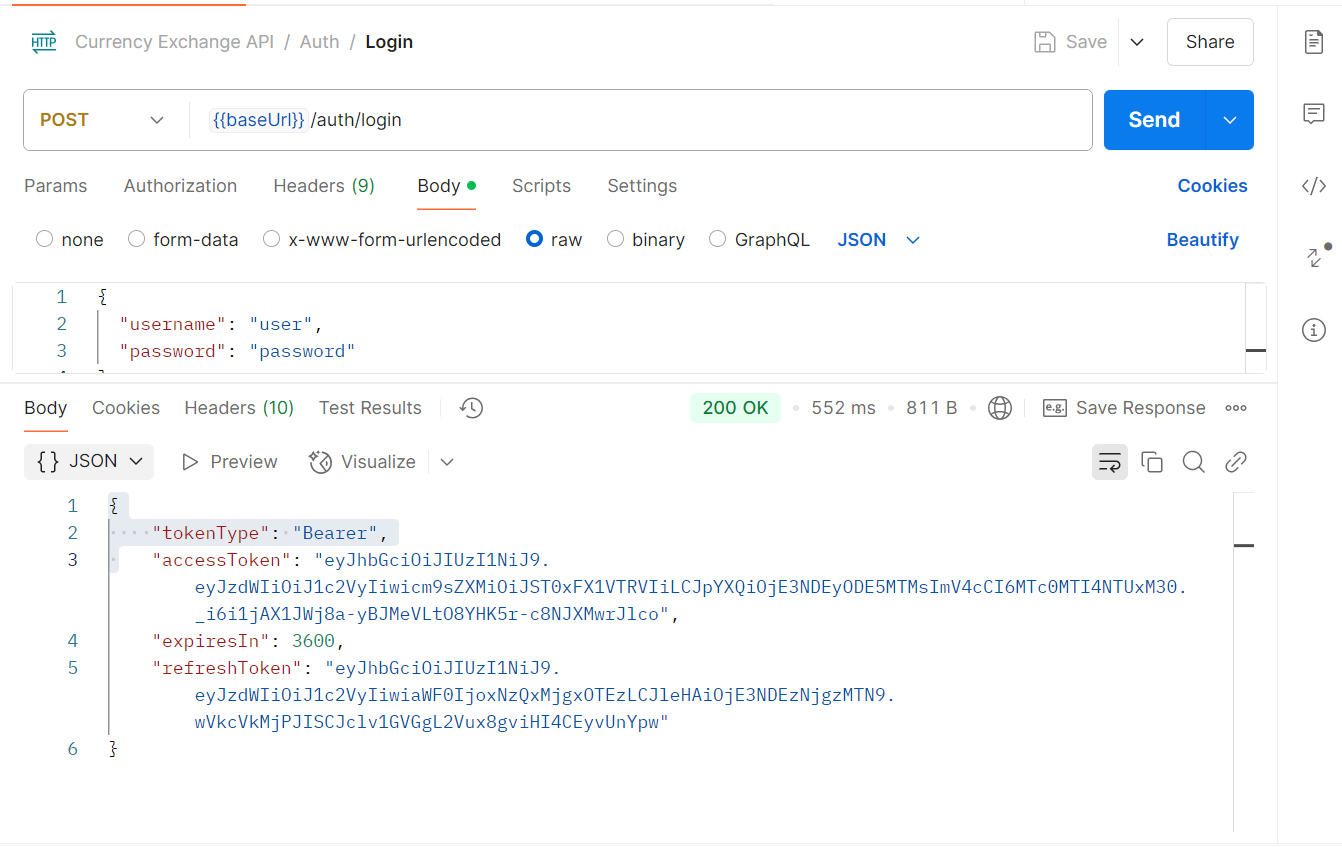 HTTP Currency Exchange API / Auth / Login Save Share
POST {{baseUrl}}/auth/login Send
Params Authorization Headers (9) Body Scripts Settings Cookies
none form-data x-www-form-urlencoded raw binary GraphQL JSON Beautify
1 {
2 "username": "user",
3 "password": "password"
Body Cookies Headers (10) Test Results 200 OK • 552 ms • 811 B • e.g. Save Response
{} JSON Preview Visualize
1 {
2 "tokenType": "Bearer",
3 "accessToken": "eyJhbGciOiJIUzI1NiJ9.
eyJzdWIiOiJ1c2VyIiwicm9sZXMiOiJST0xFX1VTRVIiLCJpYXQiOjE3NDEyODE5MTMsImV4cCI6MTc0MTI4NTUxM30.
_i6i1jAX1JWj8a-yBJMeVLtO8YHK5r-c8NJXMwrJlco",
4 "expiresIn": 3600,
5 "refreshToken": "eyJhbGciOiJIUzI1NiJ9.
eyJzdWIiOiJ1c2VyIiwiaWF0IjoxNzQxMjgxOTEzLCJleHAiOjE3NDEzNjgzMTN9.
wVkcVkMjPJISCJclv1GVGgL2Vux8gviHI4CEyvUnYpw"
6 }